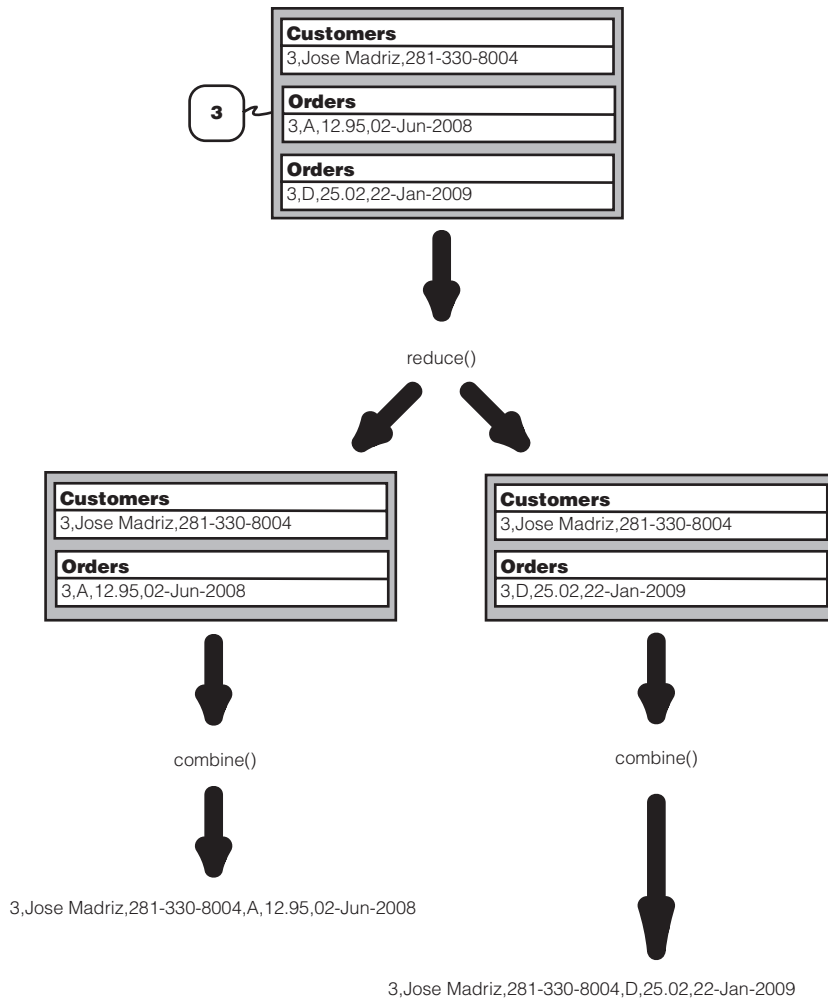 Customers
3,Jose Madriz,281-330-8004
3
Orders
3,A,12.95,02-Jun-2008
Orders
3,D,25.02,22-Jan-2009
reduce()
Customers
3,Jose Madriz,281-330-8004
Orders
3,A,12.95,02-Jun-2008
Customers
3,Jose Madriz,281-330-8004
Orders
3,D,25.02,22-Jan-2009
combine()
combine()
3,Jose Madriz,281-330-8004,A,12.95,02-Jun-2008
3,Jose Madriz,281-330-8004,D,25.02,22-Jan-2009